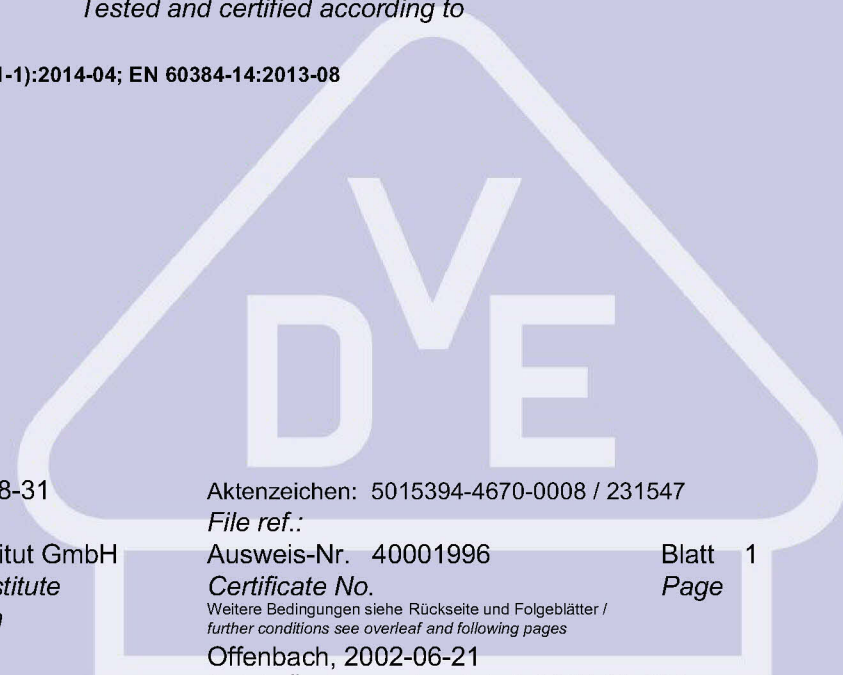 Tested and certified according to
1-1):2014-04; EN 60384-14:2013-08
VDE
8-31
Aktenzeichen: 5015394-4670-0008 / 231547
File ref.:
itut GmbH Ausweis-Nr. 40001996 Blatt 1
stitute Certificate No. Page
Weitere Bedingungen siehe Rückseite und Folgeblätter /
further conditions see overleaf and following pages
Offenbach, 2002-06-21